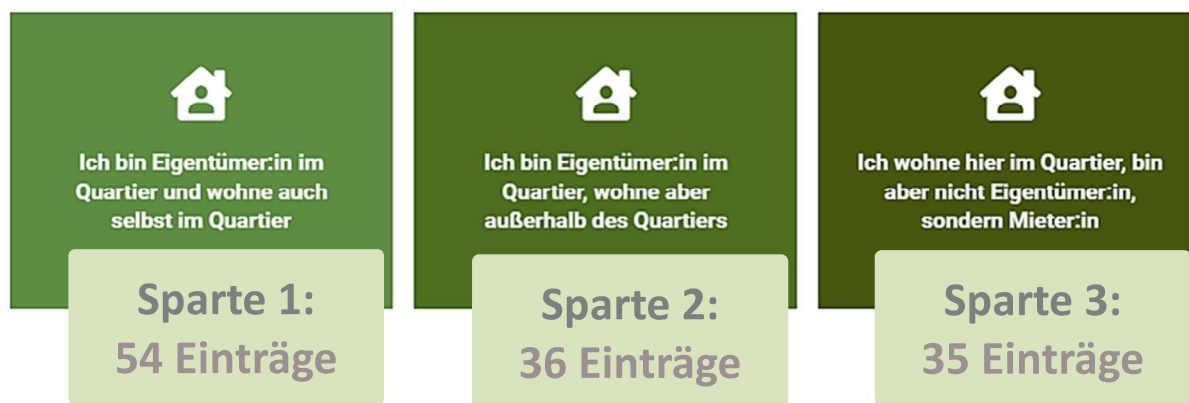 Ich bin Eigentümer:in im
Quartier und wohne auch
selbst im Quartier
Sparte 1:
54 Einträge
Ich bin Eigentümer:in im
Quartier, wohne aber
außerhalb des Quartiers
Sparte 2:
36 Einträge
Ich wohne hier im Quartier, bin
aber nicht Eigentümer:in,
sondern Mieter:in
Sparte 3:
35 Einträge